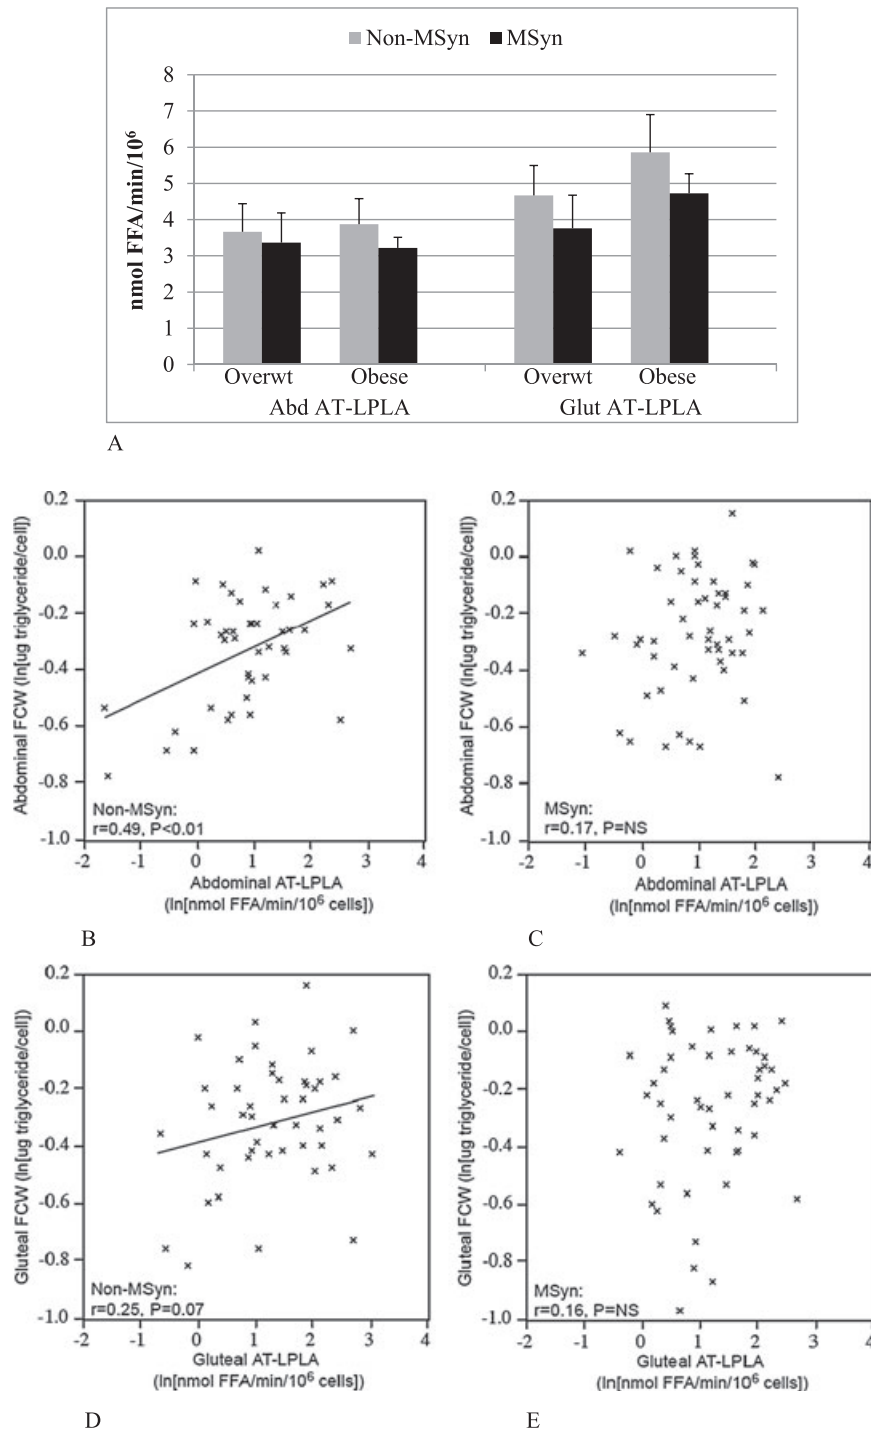 Non-MSyn MSyn
8
7
6
5
4
3
2
1
0
nmol FFA/min/10⁶
Overwt Obese Overwt Obese
Abd AT-LPLA Glut AT-LPLA
A
0.2
0.0
-0.2
-0.4
-0.6
-0.8
-1.0
Abdominal FCW (ln[ug triglyceride/cell])
Non-MSyn:
r=0.49, P<0.01
-2 -1 0 1 2 3 4
Abdominal AT-LPLA
(ln[nmol FFA/min/10⁶ cells])
B
0.2
0.0
-0.2
-0.4
-0.6
-0.8
-1.0
Abdominal FCW (ln[ug triglyceride/cell])
MSyn:
r=0.17, P=NS
-2 -1 0 1 2 3 4
Abdominal AT-LPLA
(ln[nmol FFA/min/10⁶ cells])
C
0.2
0.0
-0.2
-0.4
-0.6
-0.8
-1.0
Gluteal FCW (ln[ug triglyceride/cell])
Non-MSyn:
r=0.25, P=0.07
-2 -1 0 1 2 3 4
Gluteal AT-LPLA
(ln[nmol FFA/min/10⁶ cells])
D
0.2
0.0
-0.2
-0.4
-0.6
-0.8
-1.0
Gluteal FCW (ln[ug triglyceride/cell])
MSyn:
r=0.16, P=NS
-2 -1 0 1 2 3 4
Gluteal AT-LPLA
(ln[nmol FFA/min/10⁶ cells])
E